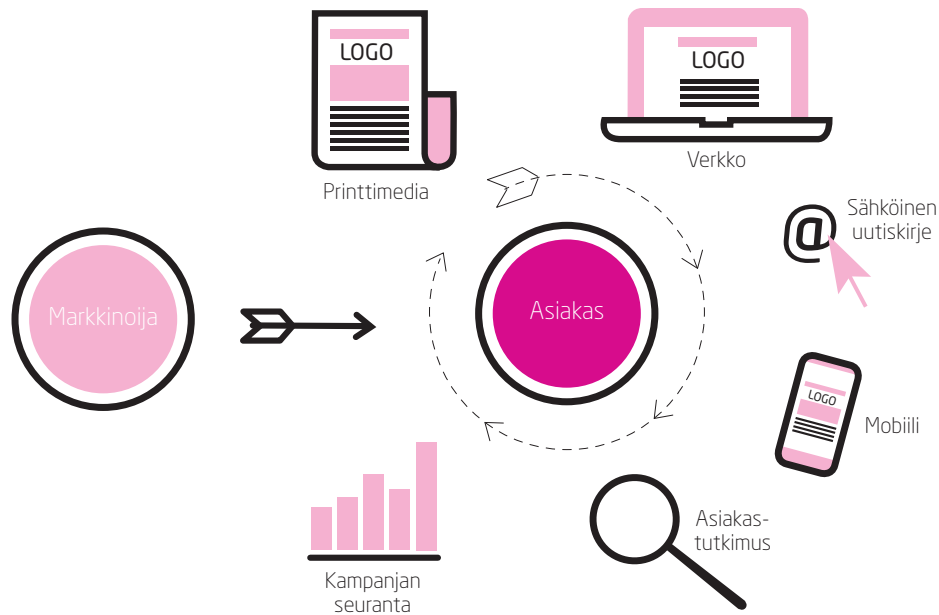 LOGO
Printtimedia
LOGO
Verkko
@
Sähköinen
uutiskirje
Markkinoija
Asiakas
LOGO
Mobiili
Asiakas-
tutkimus
Kampanjan
seuranta